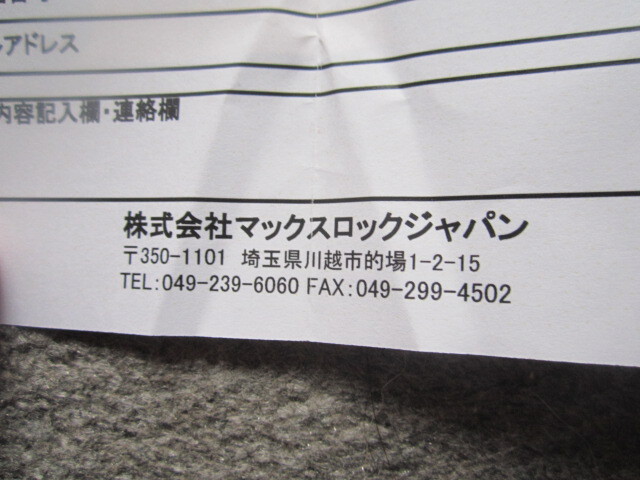 ルアドレス
内容記入欄・連絡欄
株式会社マックスロックジャパン
〒350-1101 埼玉県川越市的場1-2-15
TEL:049-239-6060 FAX:049-299-4502